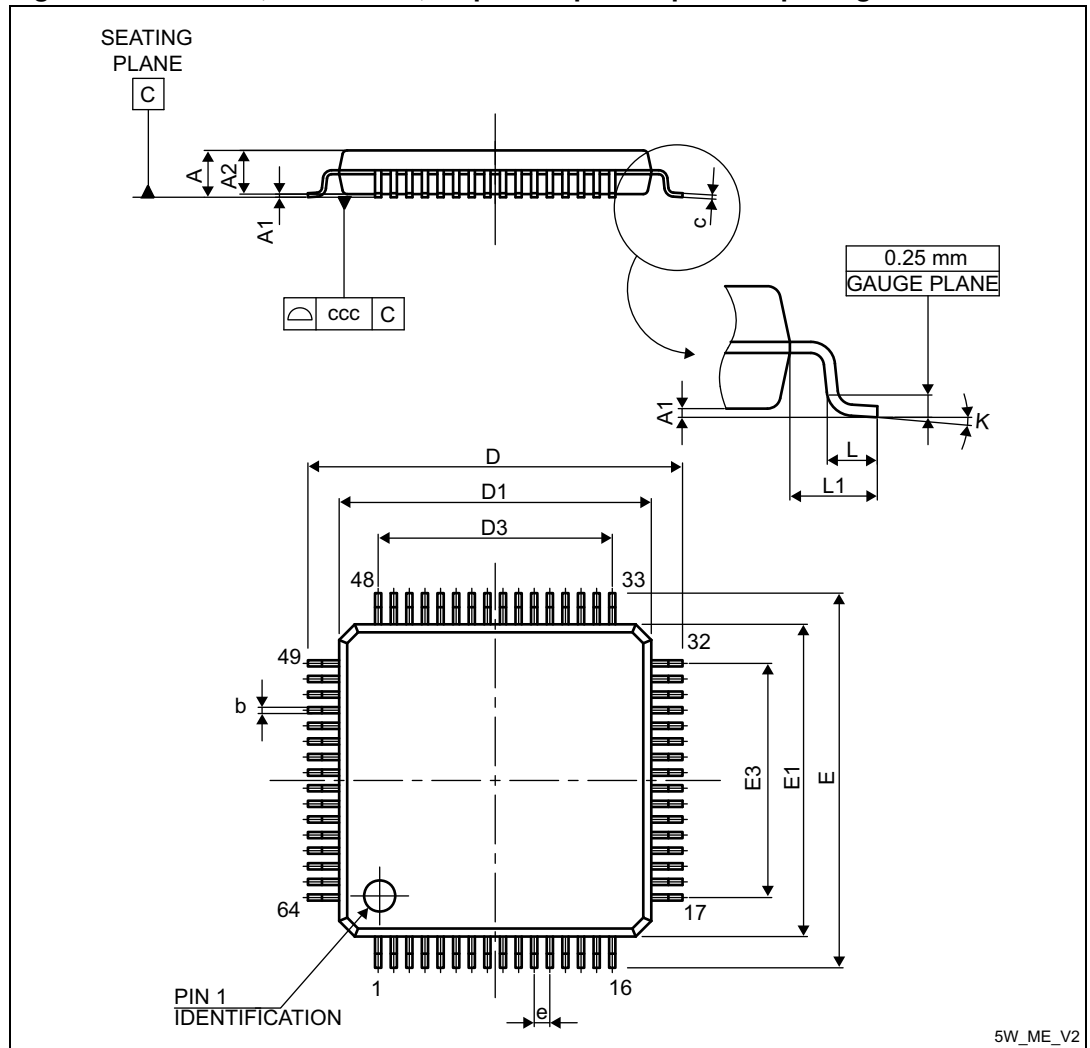 SEATING
PLANE
C
A
A2
A1
c
ccc C
0.25 mm
GAUGE PLANE
A1
K
L
L1
D
D1
D3
48
33
49
32
b
E3
E1
E
64
17
1
16
e
PIN 1
IDENTIFICATION
5W_ME_V2